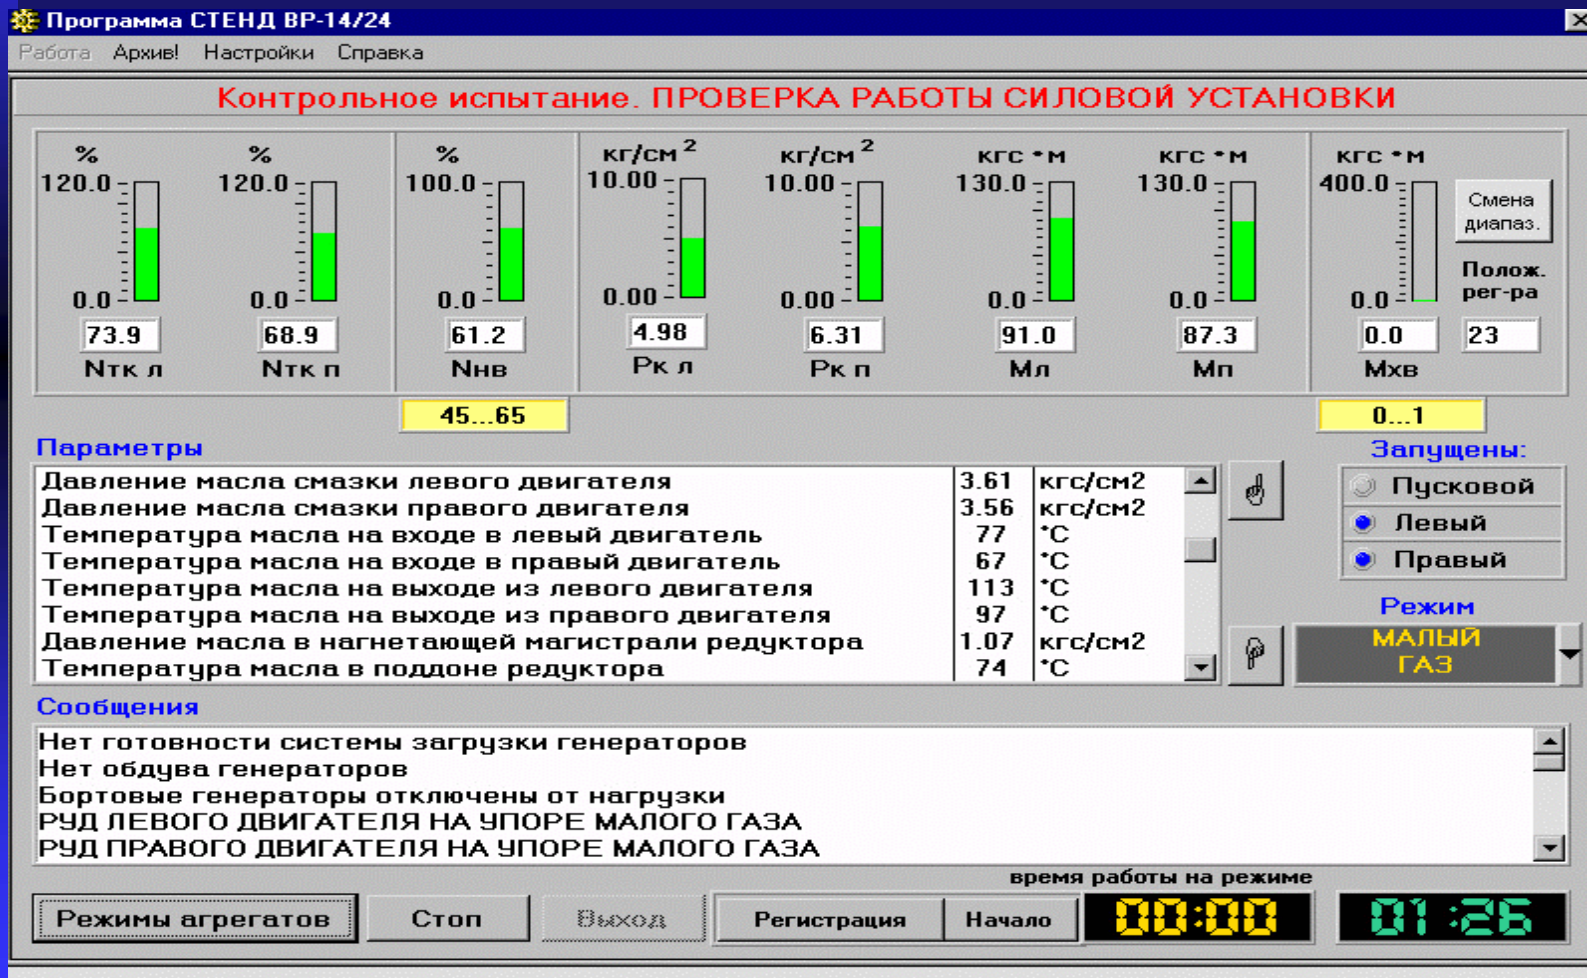 Программа СТЕНД ВР-14/24
Работа Архив! Настройки Справка
Контрольное испытание. ПРОВЕРКА РАБОТЫ СИЛОВОЙ УСТАНОВКИ
% % % кг/см 2 кг/см 2 кгс *м кгс *м кгс *м
120.0 120.0 100.0 10.00 10.00 130.0 130.0 400.0
Смена
диапаз.
Полож.
рег-ра
0.0 0.0 0.0 0.00 0.00 0.0 0.0 0.0
73.9 68.9 61.2 4.98 6.31 91.0 87.3 0.0 23
Nтк л Nтк п Nнв Рк л Рк п Мл Мп Мхв
45...65 0...1
Параметры
Давление масла смазки левого двигателя 3.61 кгс/см2
Давление масла смазки правого двигателя 3.56 кгс/см2
Температура масла на входе в левый двигатель 77 °C
Температура масла на входе в правый двигатель 67 °C
Температура масла на выходе из левого двигателя 113 °C
Температура масла на выходе из правого двигателя 97 °C
Давление масла в нагнетающей магистрали редуктора 1.07 кгс/см2
Температура масла в поддоне редуктора 74 °C
Запущены:
Пусковой
Левый
Правый
Режим
МАЛЫЙ
ГАЗ
Сообщения
Нет готовности системы загрузки генераторов
Нет обдува генераторов
Бортовые генераторы отключены от нагрузки
РУД ЛЕВОГО ДВИГАТЕЛЯ НА УПОРЕ МАЛОГО ГАЗА
РУД ПРАВОГО ДВИГАТЕЛЯ НА УПОРЕ МАЛОГО ГАЗА
время работы на режиме
Режимы агрегатов Стоп Выход Регистрация Начало 00:00 01:26